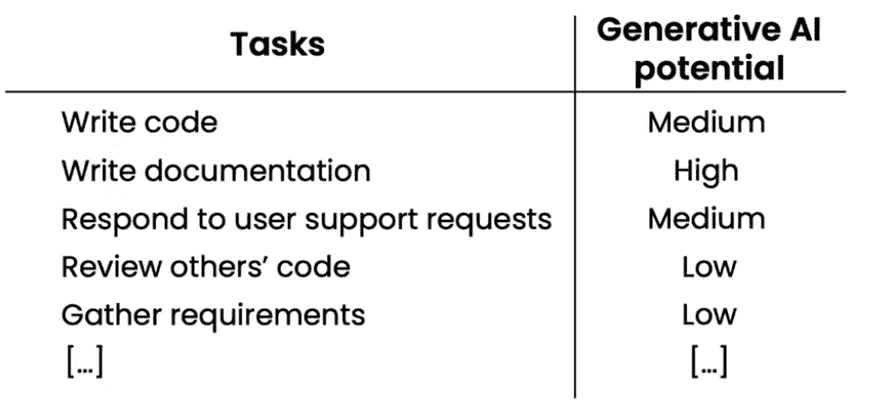 Tasks
Generative AI
potential
Write code Medium
Write documentation High
Respond to user support requests Medium
Review others’ code Low
Gather requirements Low
[...] [...]